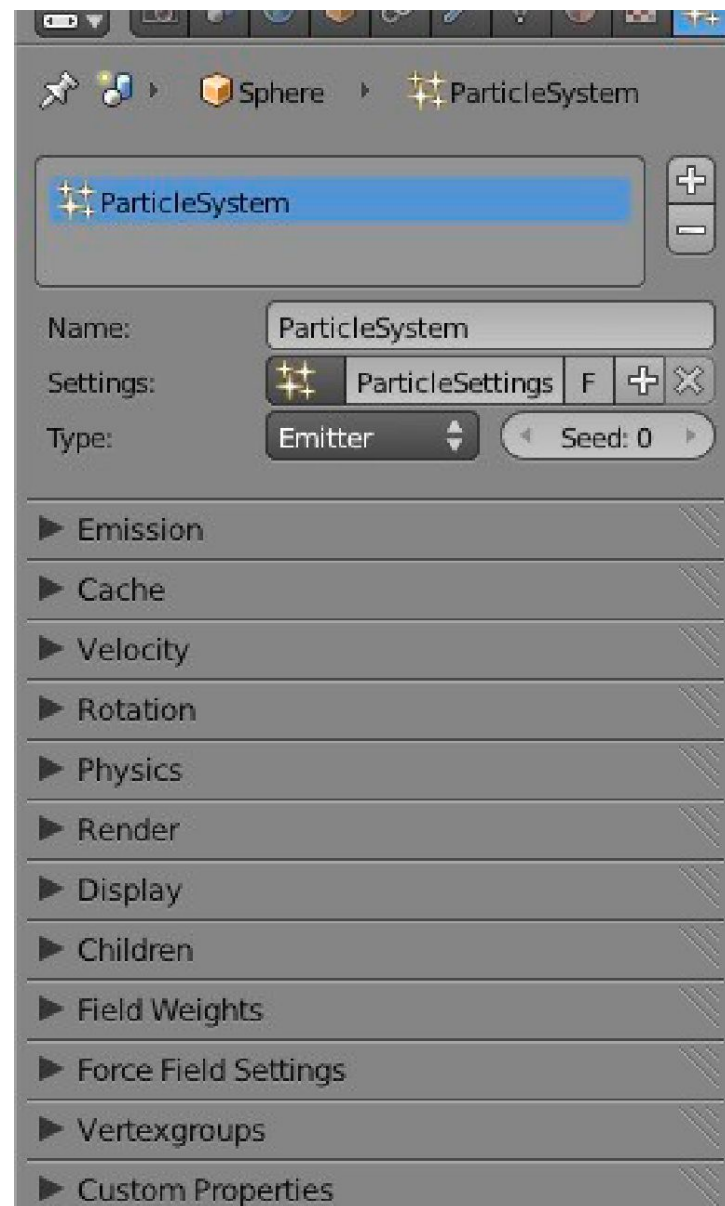 Sphere ParticleSystem
ParticleSystem
Name: ParticleSystem
Settings: ParticleSettings F
Type: Emitter Seed: 0
Emission
Cache
Velocity
Rotation
Physics
Render
Display
Children
Field Weights
Force Field Settings
Vertexgroups
Custom Properties